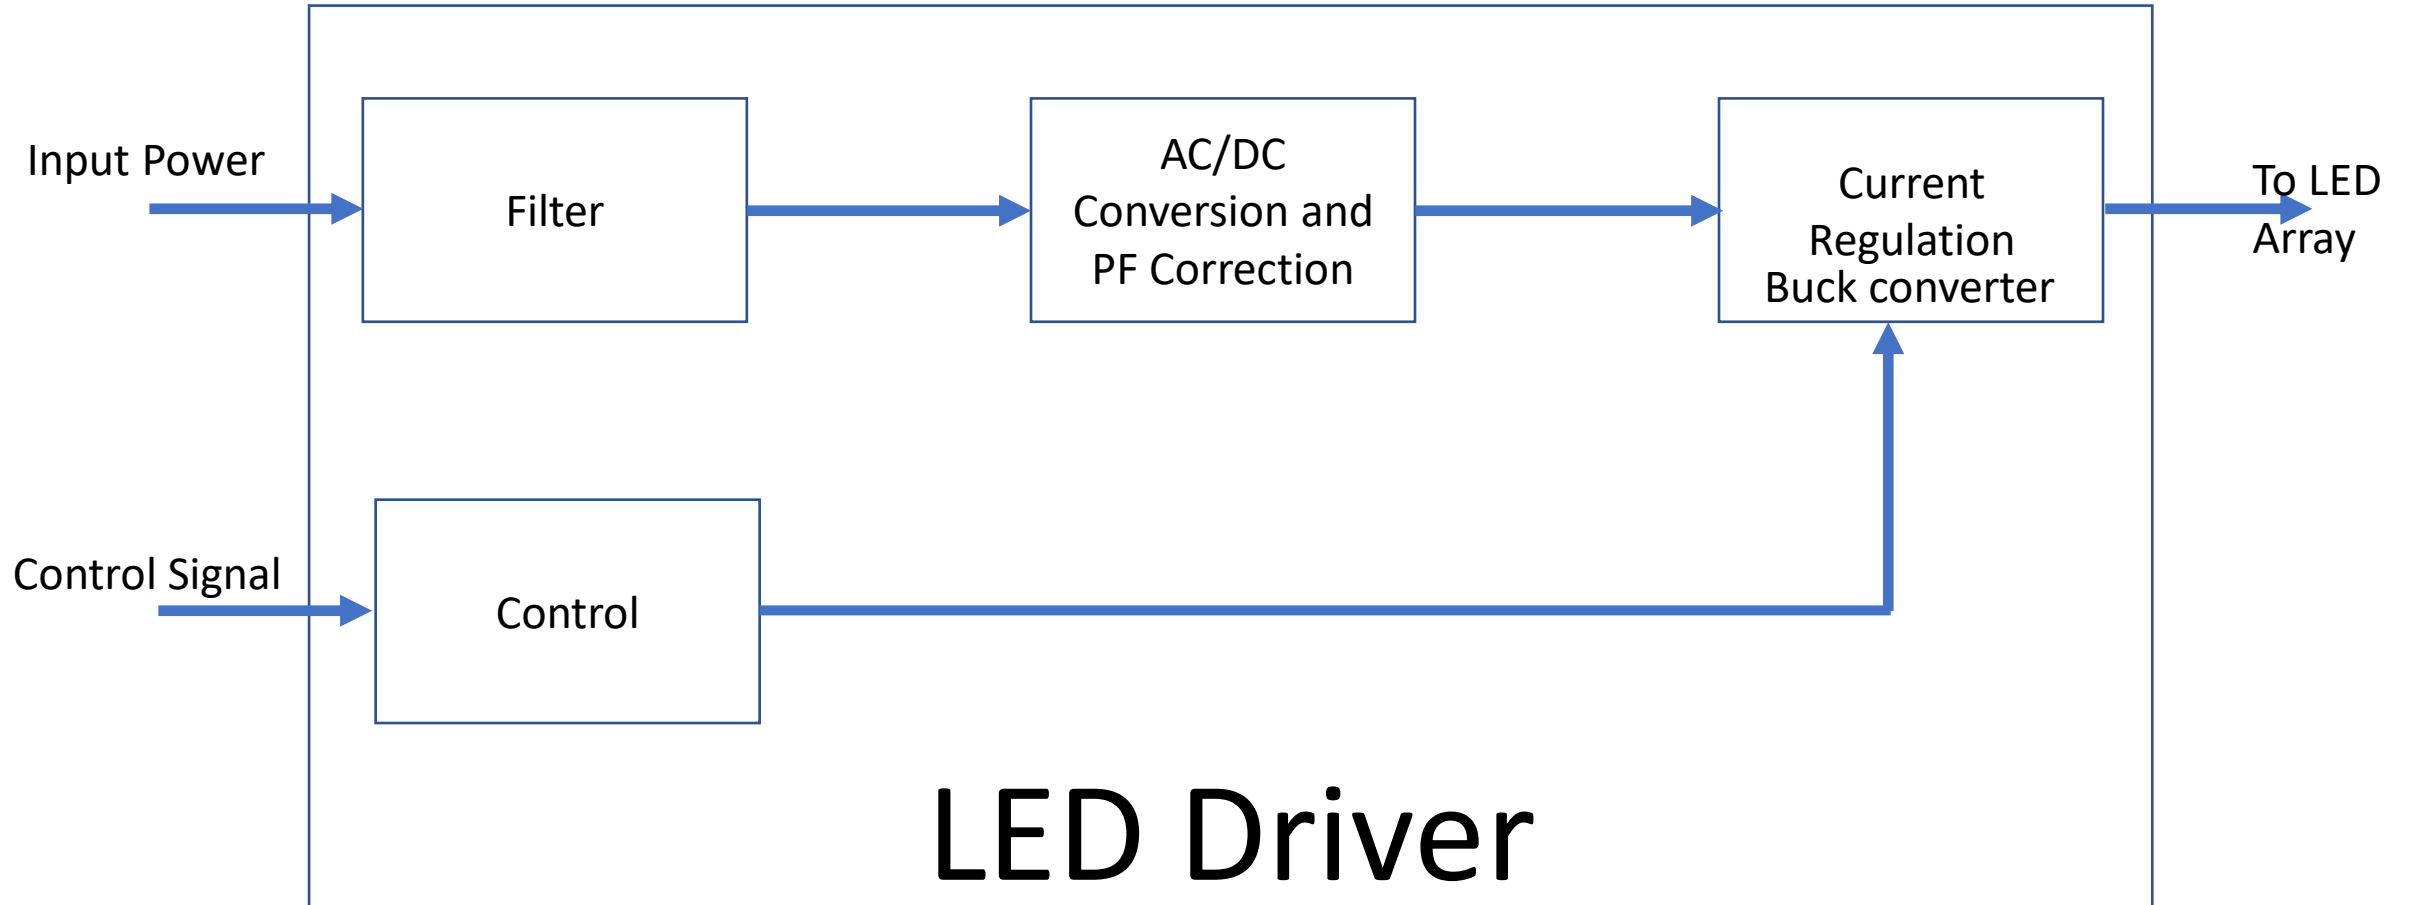 Input Power
Filter
AC/DC
Conversion and
PF Correction
Current
Regulation
Buck converter
To LED
Array
Control Signal
Control
LED Driver